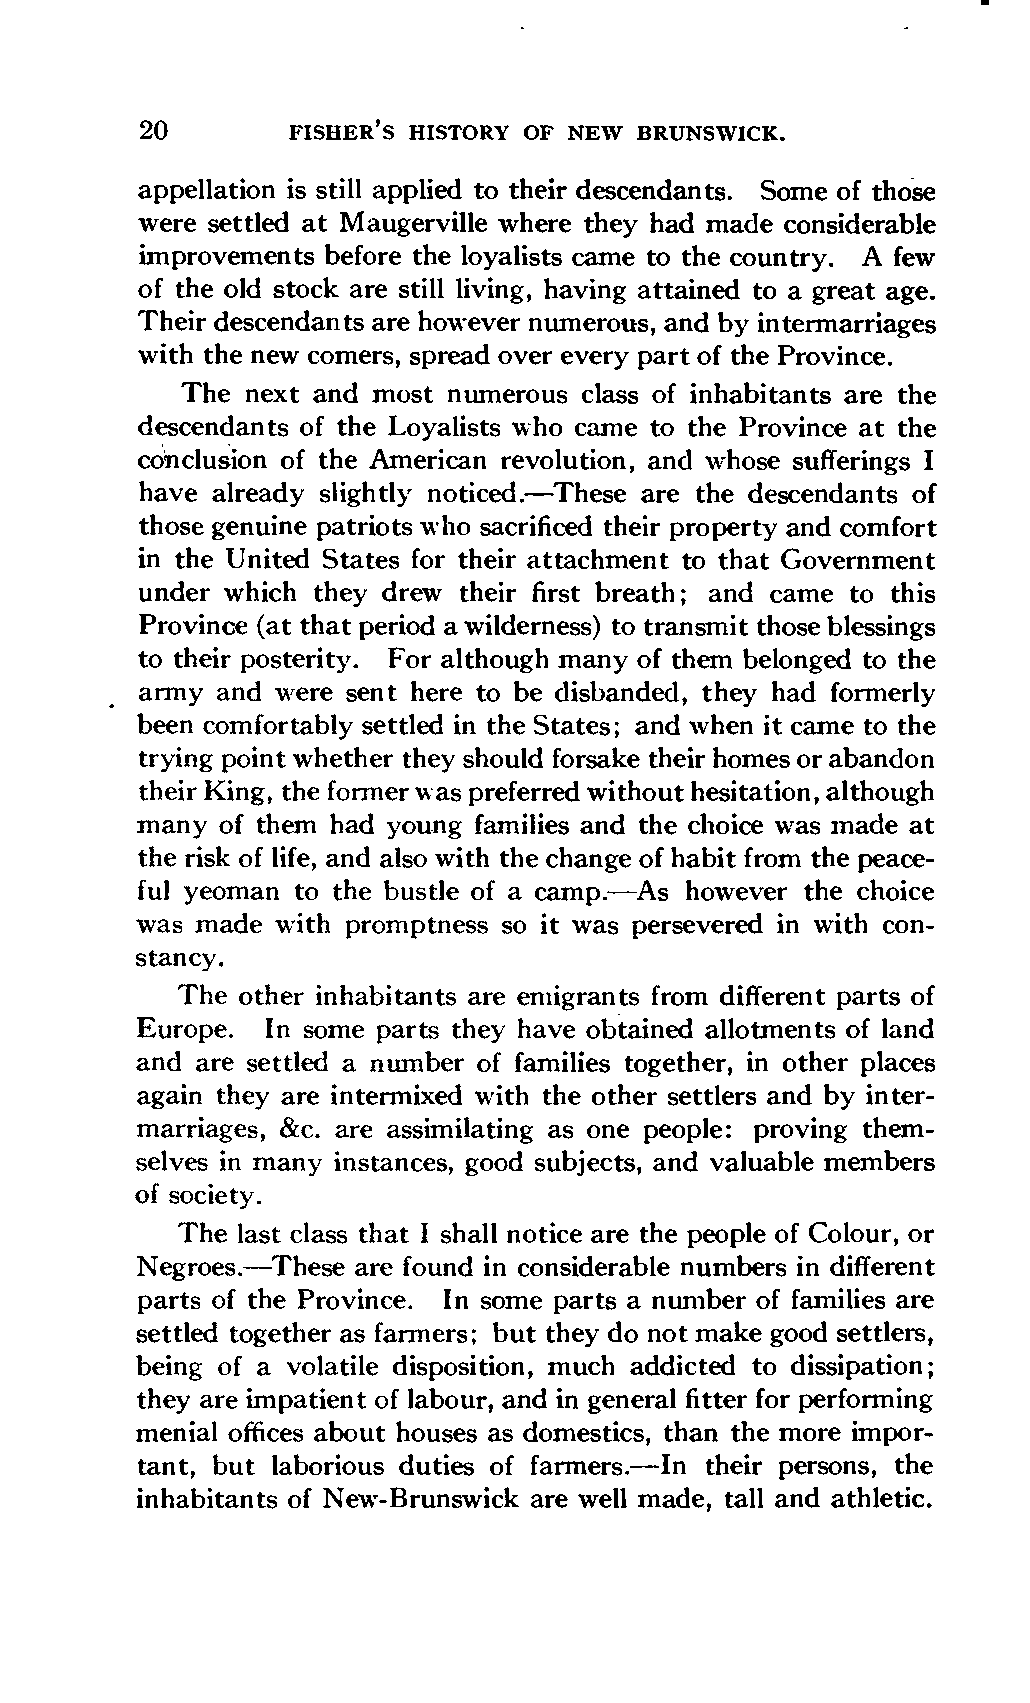 20 FISHER'S HISTORY OF NEW BRUNSWICK.
appellation is still applied to their descendants. Some of those
were settled at Maugerville where they had made considerable
improvements before the loyalists came to the country. A few
of the old stock are still living, having attained to a great age.
Their descendants are however numerous, and by intermarriages
with the new comers, spread over every part of the Province.
The next and most numerous class of inhabitants are the
descendants of the Loyalists who came to the Province at the
conclusion of the American revolution, and whose sufferings I
have already slightly noticed.—These are the descendants of
those genuine patriots who sacrificed their property and comfort
in the United States for their attachment to that Government
under which they drew their first breath; and came to this
Province (at that period a wilderness) to transmit those blessings
to their posterity. For although many of them belonged to the
army and were sent here to be disbanded, they had formerly
been comfortably settled in the States; and when it came to the
trying point whether they should forsake their homes or abandon
their King, the former was preferred without hesitation, although
many of them had young families and the choice was made at
the risk of life, and also with the change of habit from the peace-
ful yeoman to the bustle of a camp.—As however the choice
was made with promptness so it was persevered in with con-
stancy.
The other inhabitants are emigrants from different parts of
Europe. In some parts they have obtained allotments of land
and are settled a number of families together, in other places
again they are intermixed with the other settlers and by inter-
marriages, &c. are assimilating as one people: proving them-
selves in many instances, good subjects, and valuable members
of society.
The last class that I shall notice are the people of Colour, or
Negroes.—These are found in considerable numbers in different
parts of the Province. In some parts a number of families are
settled together as farmers; but they do not make good settlers,
being of a volatile disposition, much addicted to dissipation;
they are impatient of labour, and in general fitter for performing
menial offices about houses as domestics, than the more impor-
tant, but laborious duties of farmers.—In their persons, the
inhabitants of New-Brunswick are well made, tall and athletic.